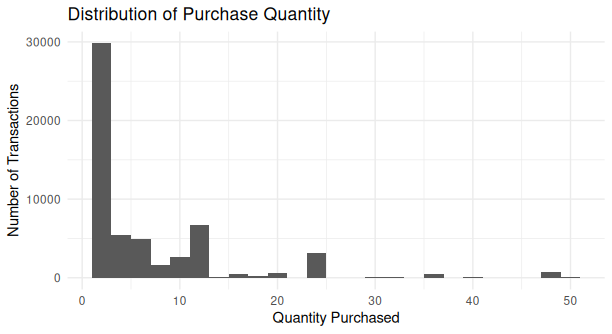 Distribution of Purchase Quantity
30000
20000
10000
0
Number of Transactions
0 10 20 30 40 50
Quantity Purchased